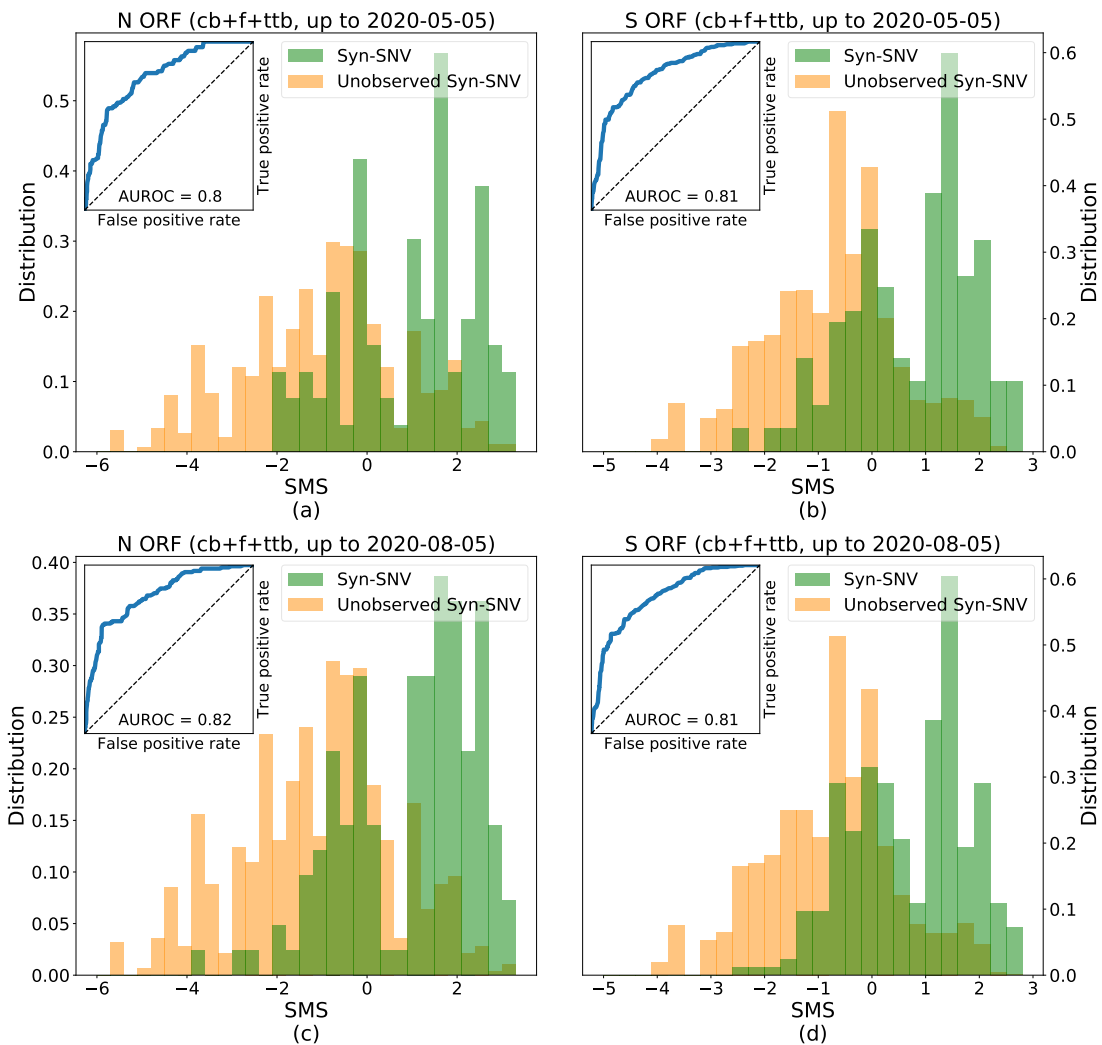 N ORF (cb+f+ttb, up to 2020-05-05)
Syn-SNV
Unobserved Syn-SNV
AUROC = 0.8
False positive rate
True positive rate
Distribution
0.0
0.1
0.2
0.3
0.4
0.5
−6
−4
−2
0
2
SMS
(a)
S ORF (cb+f+ttb, up to 2020-05-05)
Syn-SNV
Unobserved Syn-SNV
AUROC = 0.81
False positive rate
True positive rate
Distribution
0.0
0.1
0.2
0.3
0.4
0.5
0.6
−5
−4
−3
−2
−1
0
1
2
3
SMS
(b)
N ORF (cb+f+ttb, up to 2020-08-05)
Syn-SNV
Unobserved Syn-SNV
AUROC = 0.82
False positive rate
True positive rate
Distribution
0.00
0.05
0.10
0.15
0.20
0.25
0.30
0.35
0.40
−6
−4
−2
0
2
SMS
(c)
S ORF (cb+f+ttb, up to 2020-08-05)
Syn-SNV
Unobserved Syn-SNV
AUROC = 0.81
False positive rate
True positive rate
Distribution
0.0
0.1
0.2
0.3
0.4
0.5
0.6
−5
−4
−3
−2
−1
0
1
2
3
SMS
(d)